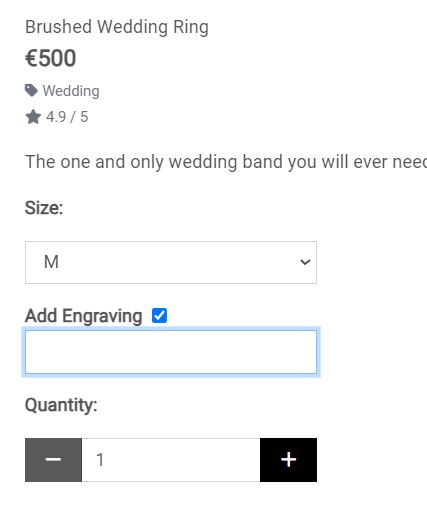 Brushed Wedding Ring
€500
Wedding
4.9 / 5
The one and only wedding band you will ever need
Size:
M
Add Engraving
Quantity:
− 1 +